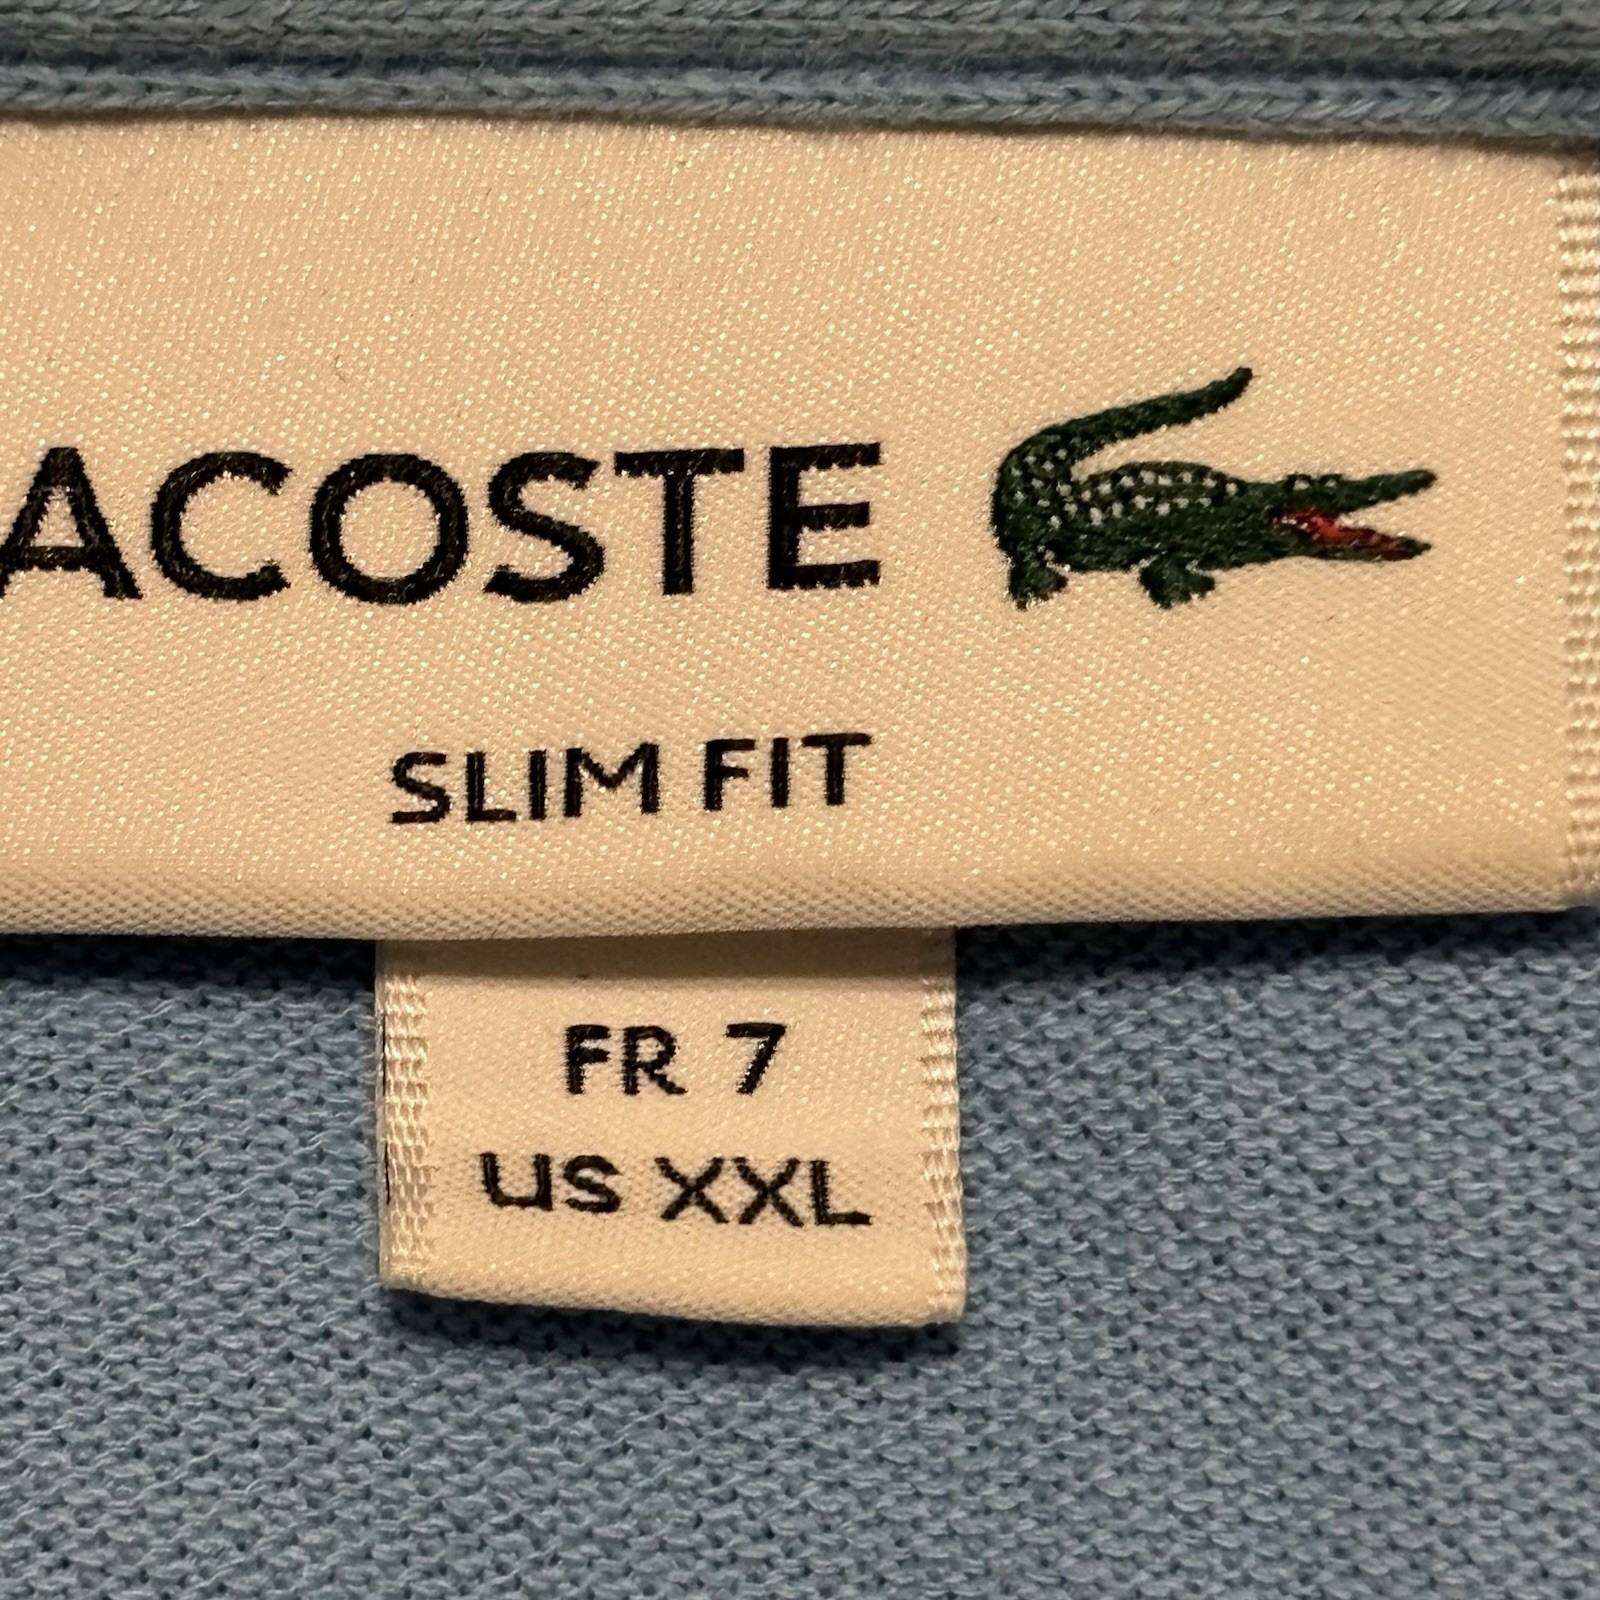 ACOSTE
SLIM FIT
FR 7
US XXL